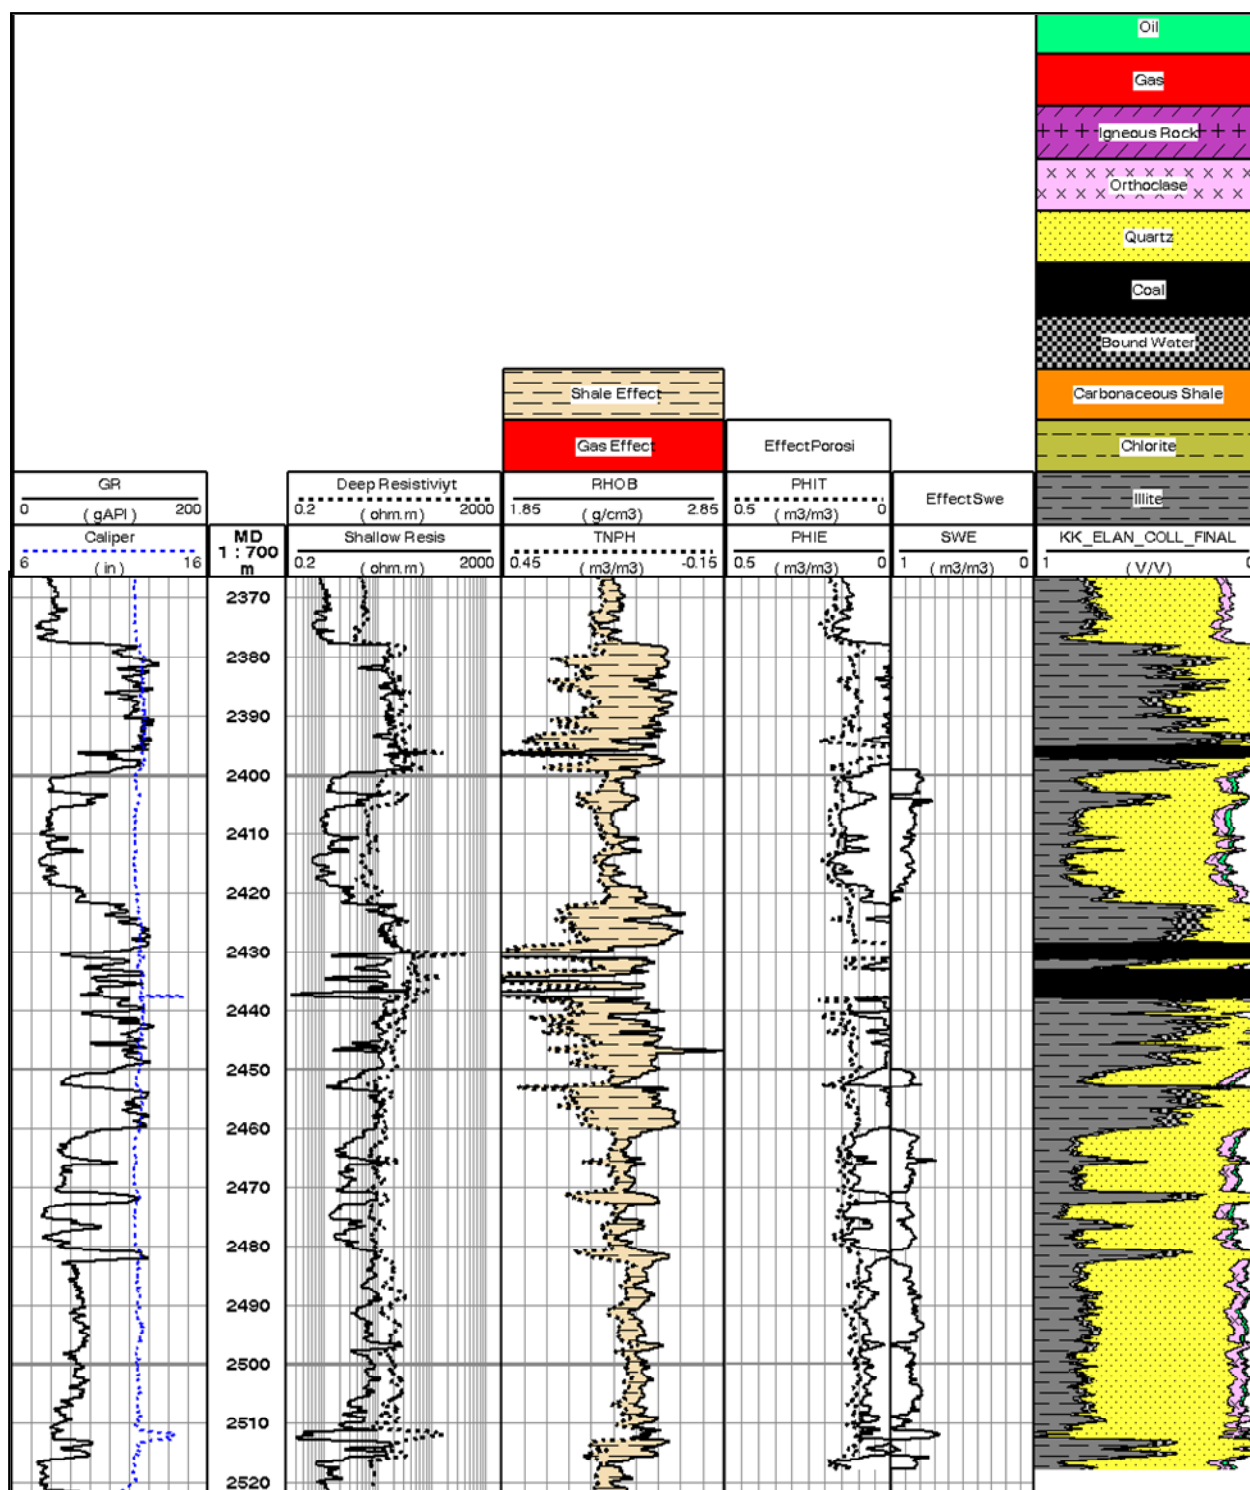 Oil
Gas
Igneous Rock
Orthoclase
Quartz
Coal
Bound Water
Shale Effect
Carbonaceous Shale
Gas Effect
EffectPorosi
Chlorite
GR
0 (gAPI) 200
Deep Resistiviyt
0.2 (ohm.m) 2000
RHOB
1.85 (g/cm3) 2.85
PHIT
0.5 (m3/m3) 0
EffectSwe
Illite
Caliper
6 (in) 16
MD
1 : 700
m
Shallow Resis
0.2 (ohm.m) 2000
TNPH
0.45 (m3/m3) -0.15
PHIE
0.5 (m3/m3) 0
SWE
1 (m3/m3) 0
KK_ELAN_COLL_FINAL
1 (V/V) 0
2370
2380
2390
2400
2410
2420
2430
2440
2450
2460
2470
2480
2490
2500
2510
2520